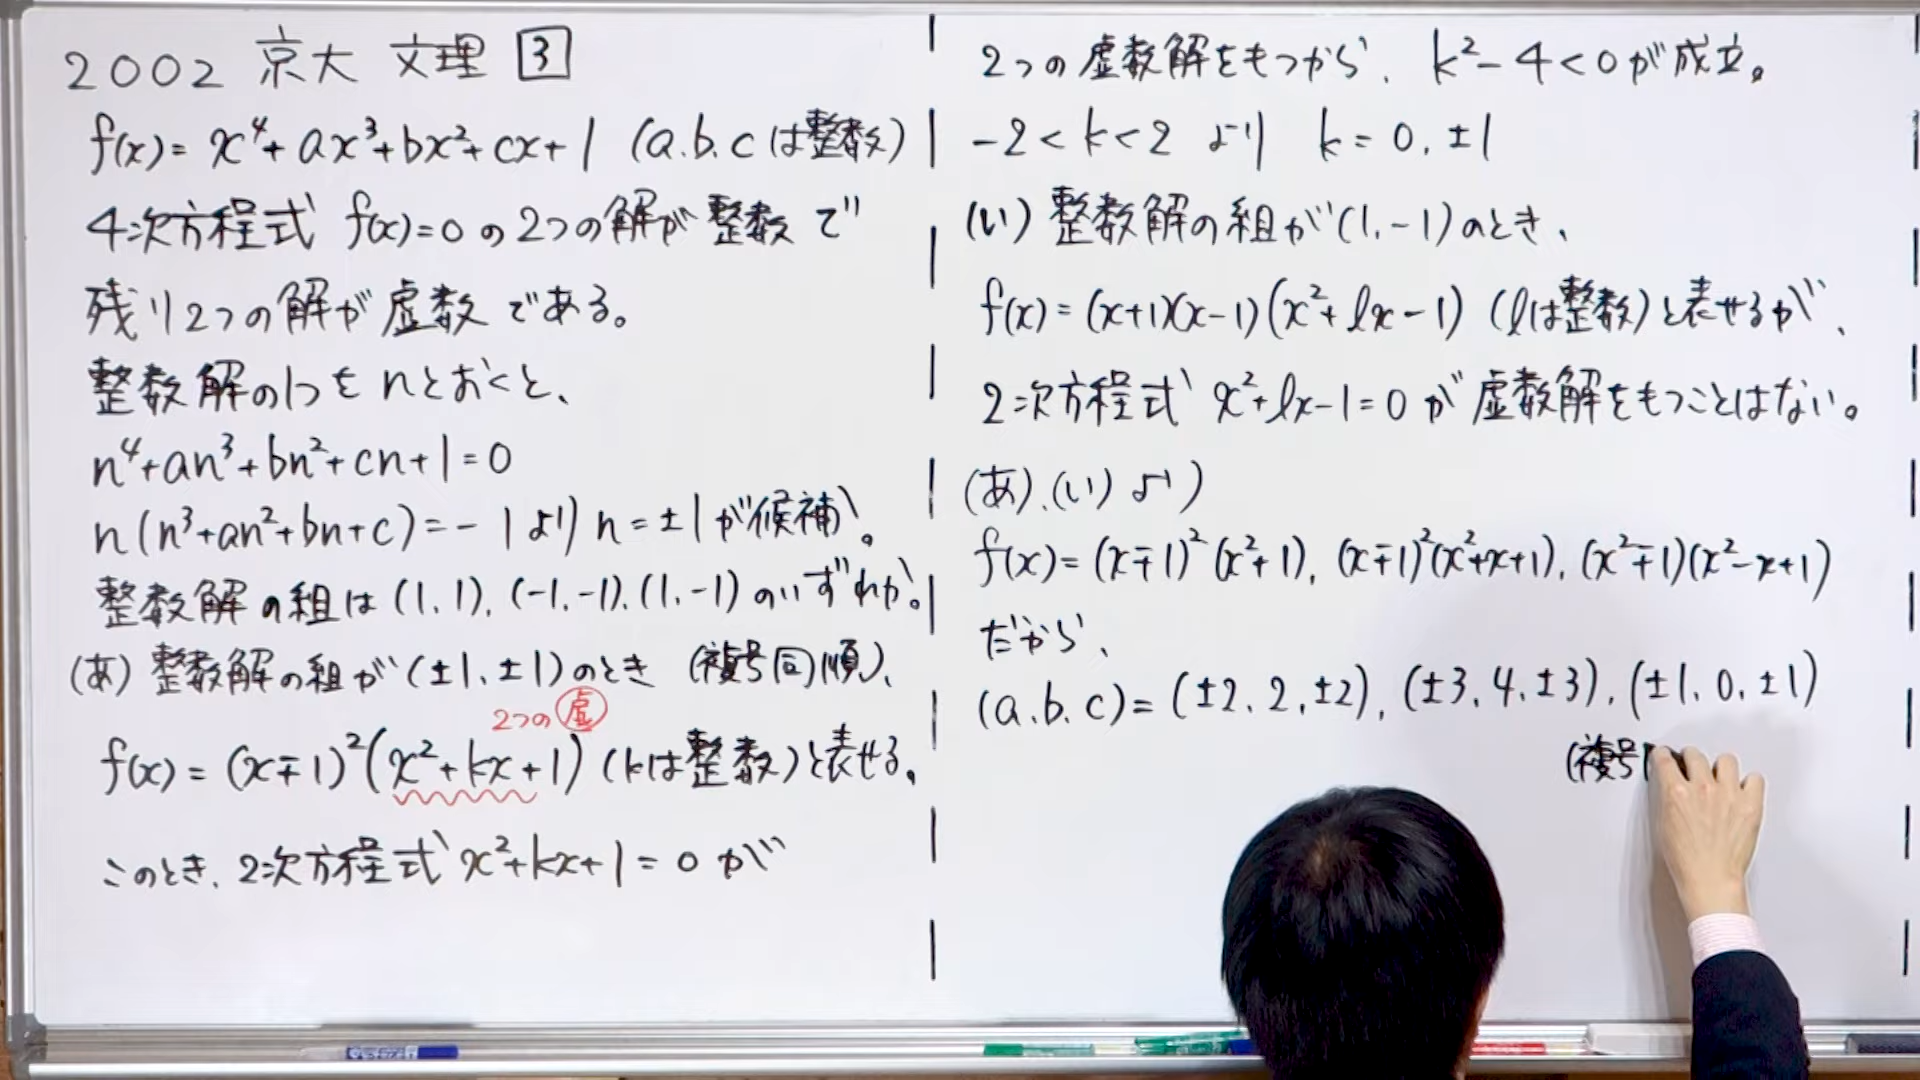 2002 京大 文理 3
f(x)= x⁴+ax³+bx²+cx+1 (a.b.c は整数)
4次方程式 f(x)=0 の2つの解が整数で
残り2つの解が虚数である。
整数解の1つをnとおくと、
n⁴+an³+bn²+cn+1=0
n(n³+an²+bn+c)=-1より n=±1が候補。
整数解の組は(1,1),(-1,-1),(1,-1)のいずれか。
(あ) 整数解の組が(±1,±1)のとき (複号同順)、
2つの虚
f(x) = (x∓1)²(x²+kx+1) (kは整数)と表せる。
このとき、2次方程式 x²+kx+1=0 が
2つの虚数解をもつから、k²-4<0が成立。
-2<k<2 より k=0,±1
(い) 整数解の組が(1,-1)のとき、
f(x)=(x+1)(x-1)(x²+lx-1) (lは整数)と表せるが、
2次方程式 x²+lx-1=0 が虚数解をもつことはない。
(あ)、(い)より
f(x)=(x∓1)²(x²+1), (x∓1)²(x²+x+1), (x²∓1)(x²-x+1)
だから、
(a.b.c)=(±2,2,±2), (±3,4,±3), (±1,0,±1)
(複号